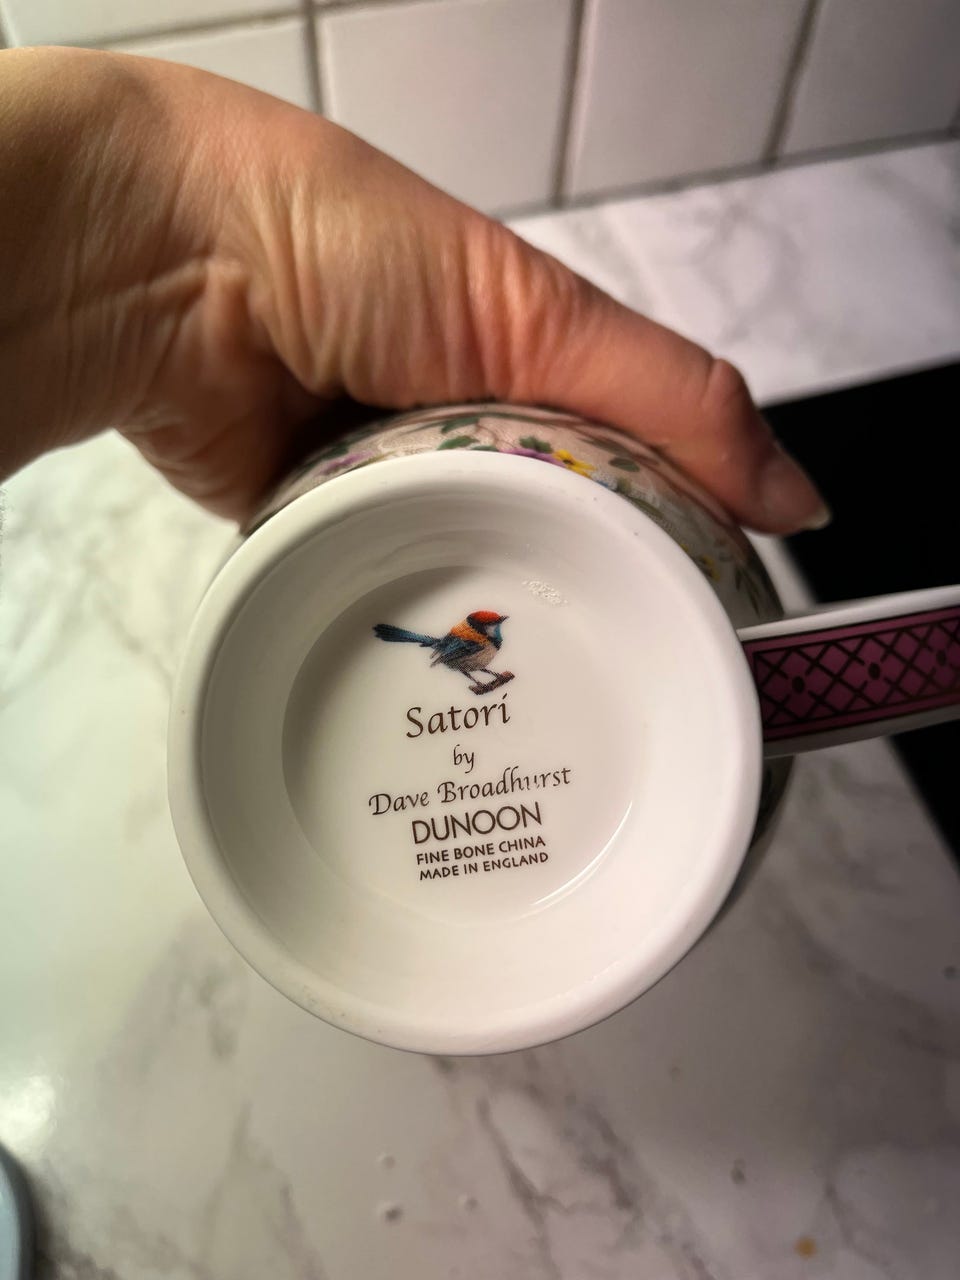 Satori
by
Dave Broadhurst
DUNOON
FINE BONE CHINA
MADE IN ENGLAND